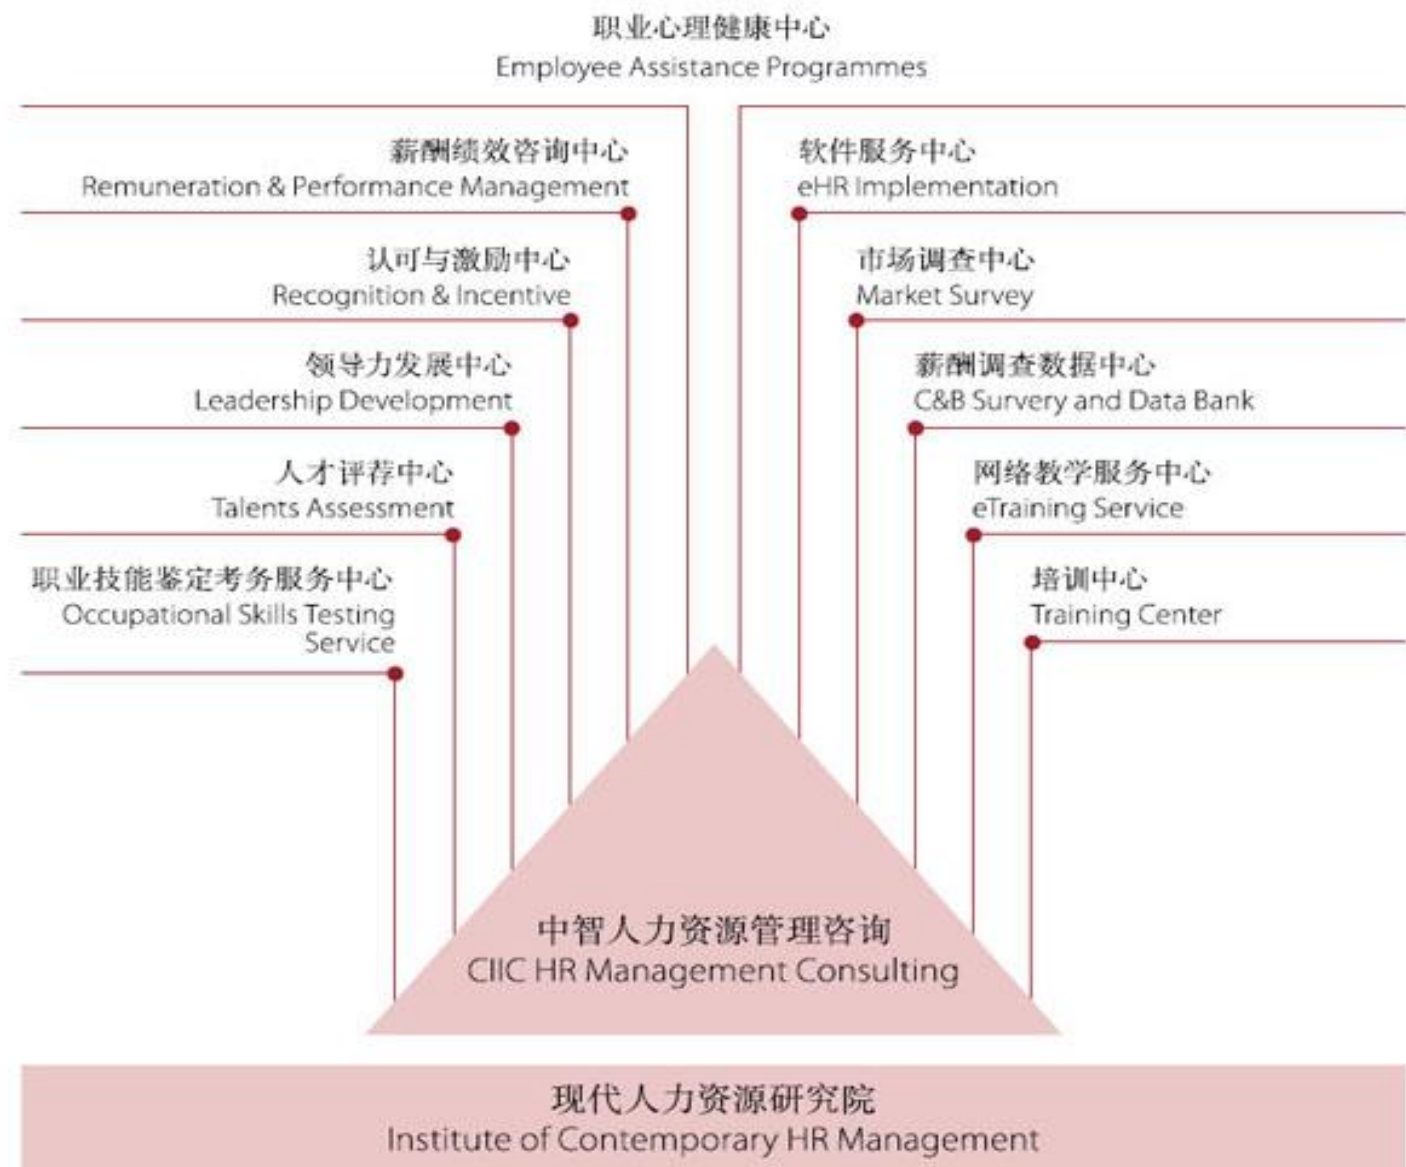 职业心理健康中心
Employee Assistance Programmes
薪酬绩效咨询中心
Remuneration & Performance Management
认可与激励中心
Recognition & Incentive
领导力发展中心
Leadership Development
人才评荐中心
Talents Assessment
职业技能鉴定考务服务中心
Occupational Skills Testing
Service
软件服务中心
eHR Implementation
市场调查中心
Market Survey
薪酬调查数据中心
C&B Survery and Data Bank
网络教学服务中心
eTraining Service
培训中心
Training Center
中智人力资源管理咨询
CIIC HR Management Consulting
现代人力资源研究院
Institute of Contemporary HR Management